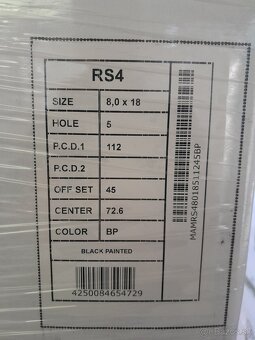 RS4
SIZE 8,0 x 18
HOLE 5
P.C.D.1 112
P.C.D.2
OFF SET 45
CENTER 72.6
COLOR BP
BLACK PAINTED
4250084654729
MAMRS48018511245BP